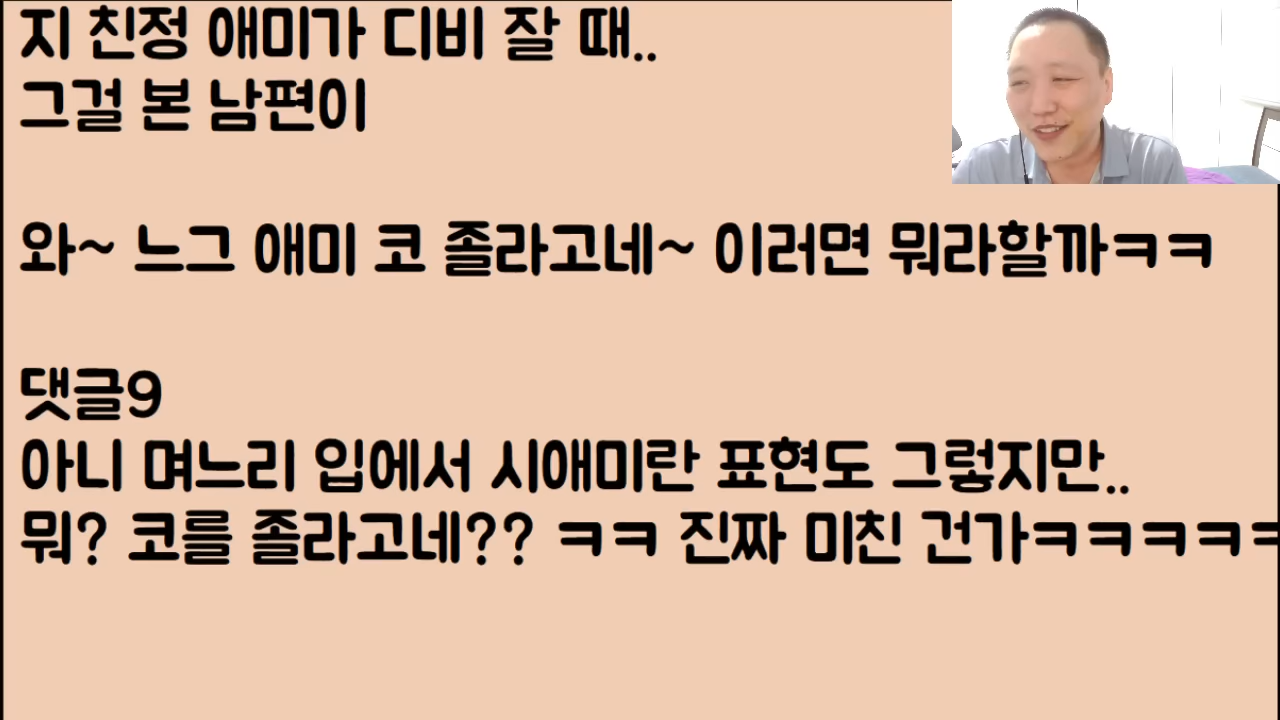 지 친정 애미가 디비 잘 때..
그걸 본 남편이
와~ 느그 애미 코 졸라고네~ 이러면 뭐라할까ㅋㅋ
댓글9
아니 며느리 입에서 시애미란 표현도 그렇지만..
뭐? 코를 졸라고네?? ㅋㅋ 진짜 미친 건가ㅋㅋㅋㅋㅋ